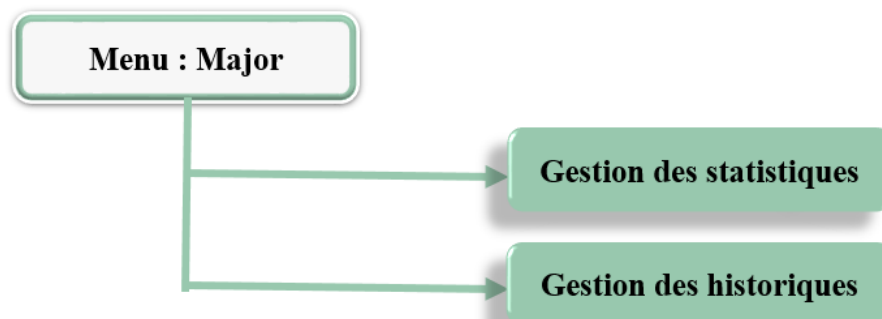 Menu : Major
Gestion des statistiques
Gestion des historiques